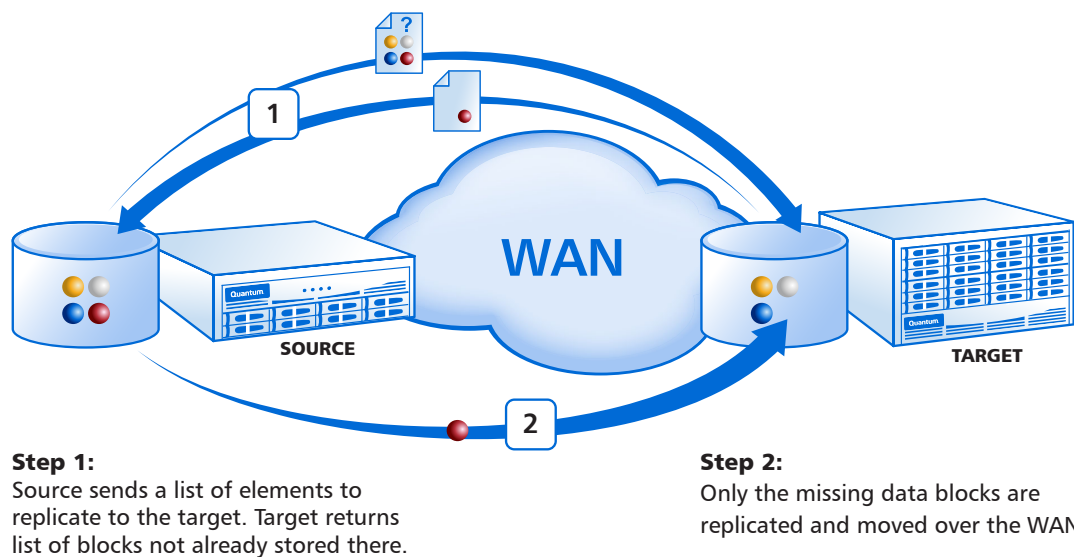 ?
1
WAN
Quantum
SOURCE
Quantum
TARGET
2
Step 1:
Source sends a list of elements to
replicate to the target. Target returns
list of blocks not already stored there.
Step 2:
Only the missing data blocks are
replicated and moved over the WAN